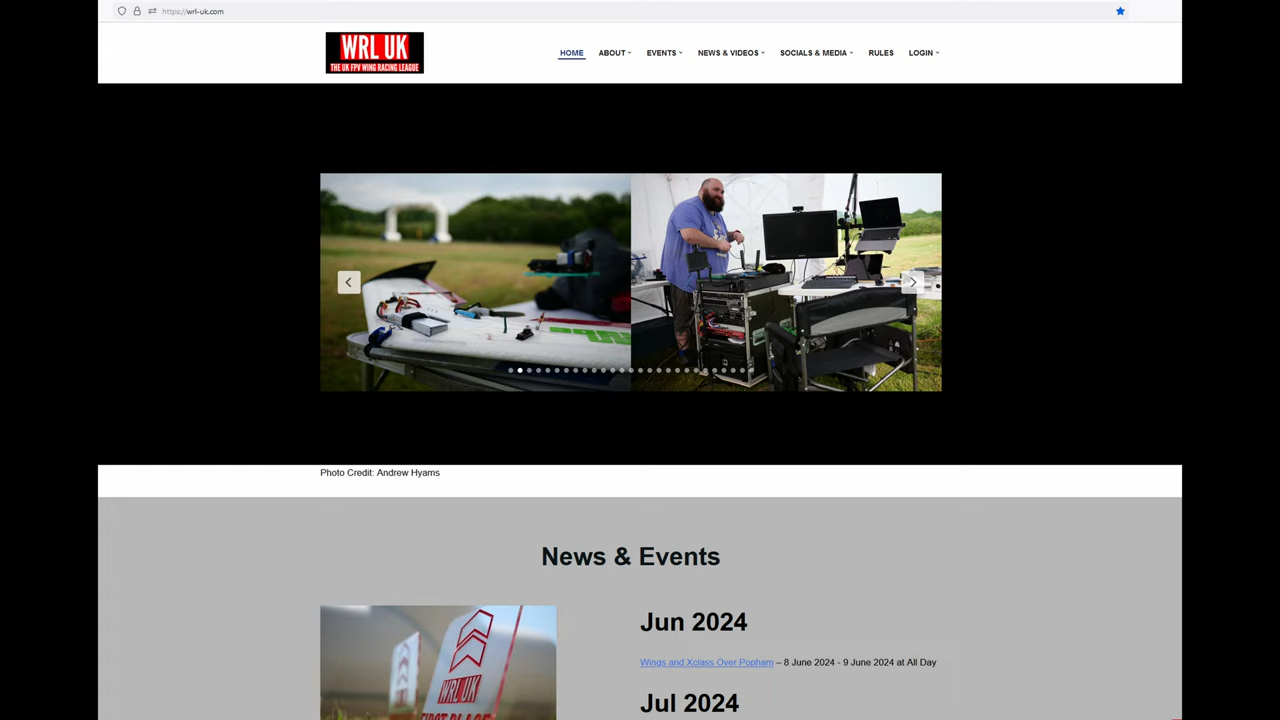 https://wrl-uk.com
WRL UK
THE UK FPV WING RACING LEAGUE
HOME ABOUT EVENTS NEWS & VIDEOS SOCIALS & MEDIA RULES LOGIN
Photo Credit: Andrew Hyams
News & Events
Jun 2024
Wings and Xclass Over Popham – 8 June 2024 - 9 June 2024 at All Day
Jul 2024
WRL UK
FIRST PLACE